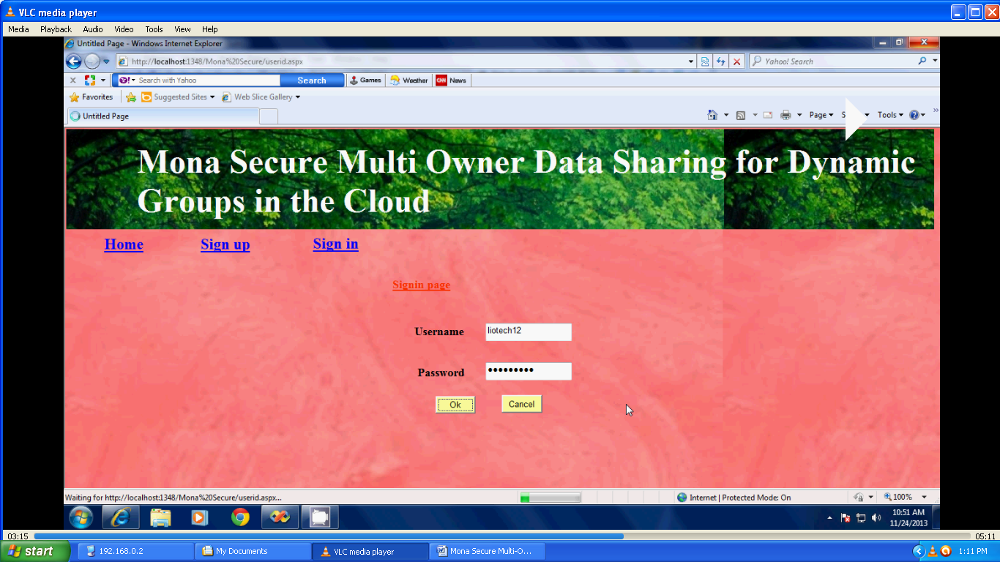 VLC media player
Media Playback Audio Video Tools View Help
Untitled Page - Windows Internet Explorer
http://localhost:1348/Mona%20Secure/userid.aspx
Yahoo! Search
Y! Search with Yahoo
Search
Games
Weather
CNN News
Favorites
Suggested Sites
Web Slice Gallery
Untitled Page
Page
Tools
Mona Secure Multi Owner Data Sharing for Dynamic
Groups in the Cloud
Home Sign up Sign in
Signin page
Username liotech12
Password •••••••••
Ok Cancel
Waiting for http://localhost:1348/Mona%20Secure/userid.aspx...
Internet | Protected Mode: On
100%
10:51 AM
11/24/2013
03:15
05:11
start
192.168.0.2
My Documents
VLC media player
Mona Secure Multi-O...
1:11 PM